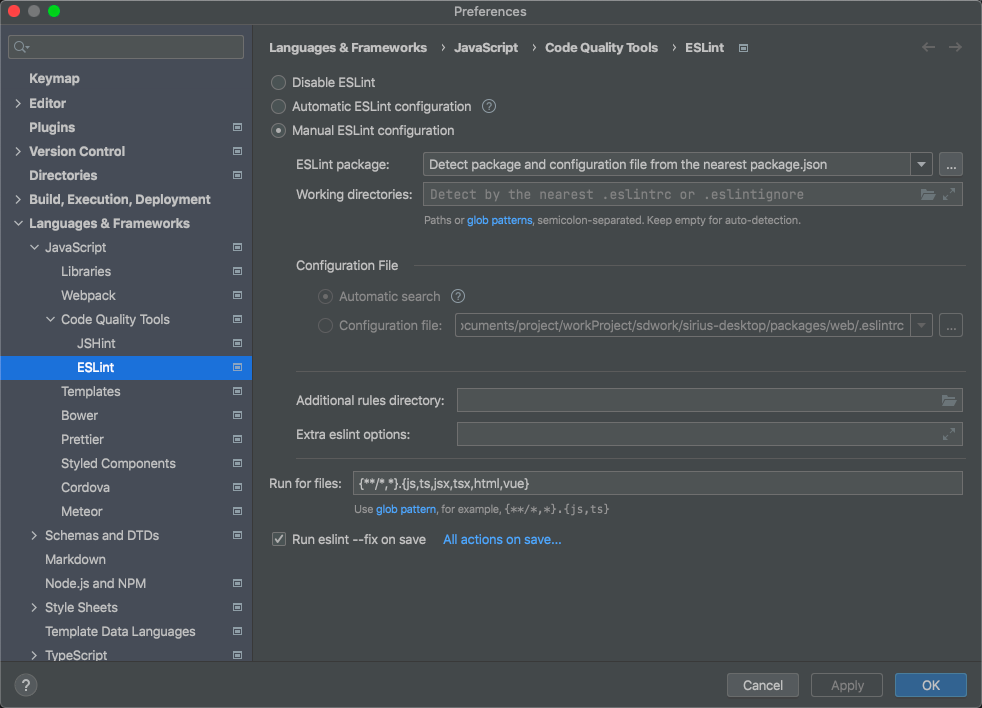 Preferences
Languages & Frameworks › JavaScript › Code Quality Tools › ESLint
Keymap
Editor
Plugins
Version Control
Directories
Build, Execution, Deployment
Languages & Frameworks
JavaScript
Libraries
Webpack
Code Quality Tools
JSHint
ESLint
Templates
Bower
Prettier
Styled Components
Cordova
Meteor
Schemas and DTDs
Markdown
Node.js and NPM
Style Sheets
Template Data Languages
TypeScript
?
Disable ESLint
Automatic ESLint configuration ?
Manual ESLint configuration
ESLint package: Detect package and configuration file from the nearest package.json ...
Working directories: Detect by the nearest .eslintrc or .eslintignore
Paths or glob patterns, semicolon-separated. Keep empty for auto-detection.
Configuration File
Automatic search ?
Configuration file: ocuments/project/workProject/sdwork/sirius-desktop/packages/web/.eslintrc ...
Additional rules directory:
Extra eslint options:
Run for files: {**/*,*}.{js,ts,jsx,tsx,html,vue}
Use glob pattern, for example, {**/*,*}.{js,ts}
Run eslint --fix on save All actions on save...
Cancel Apply OK